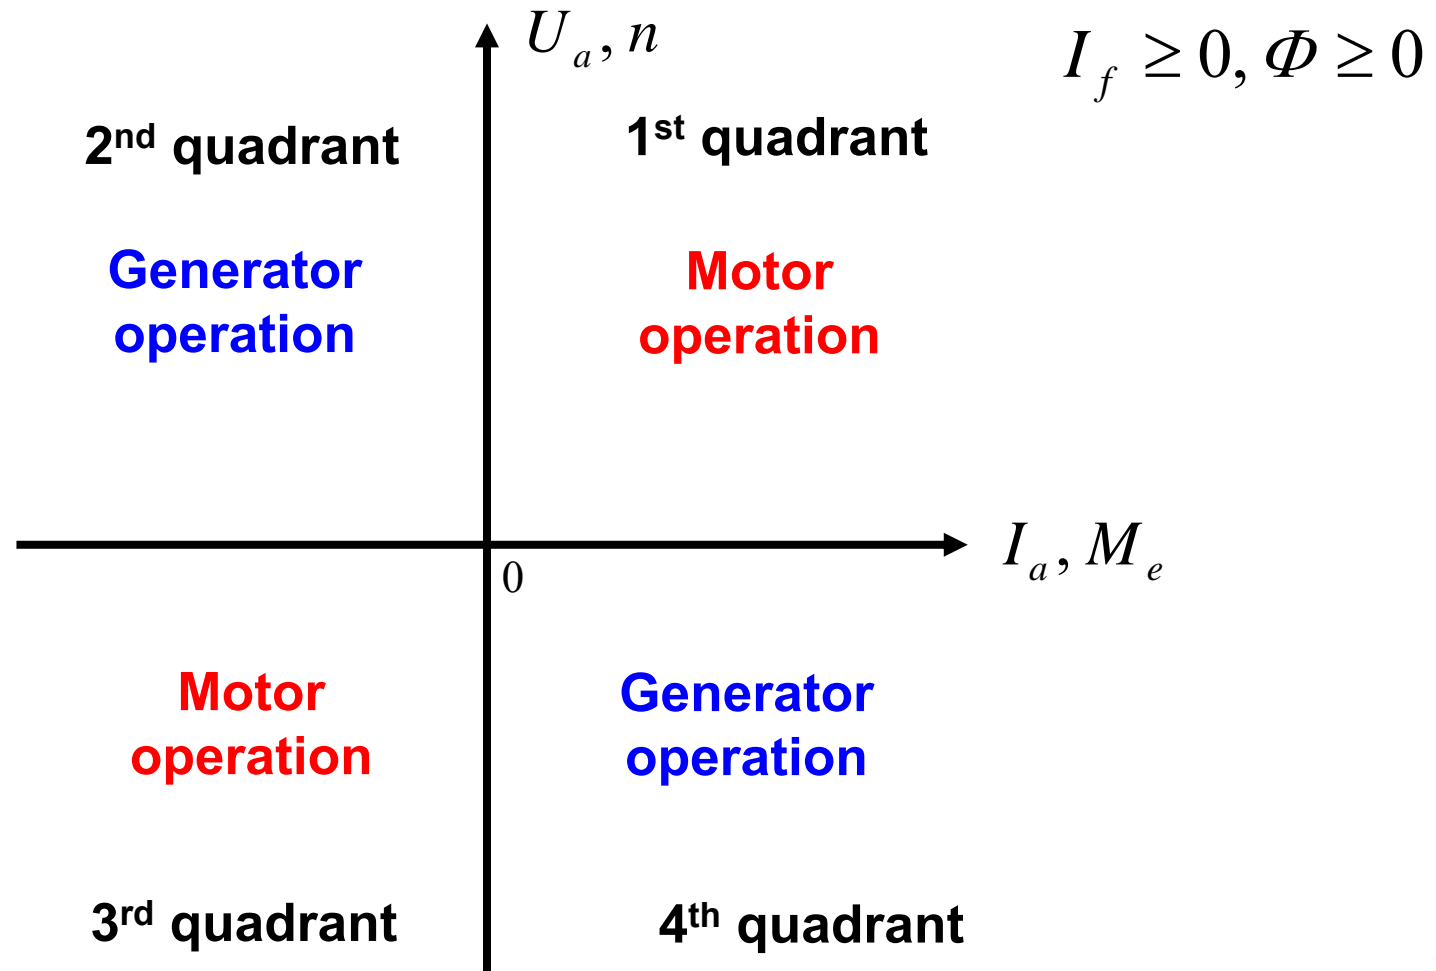 U_a, n
I_f ≥ 0, Φ ≥ 0
2nd quadrant
1st quadrant
Generator
operation
Motor
operation
I_a, M_e
0
Motor
operation
Generator
operation
3rd quadrant
4th quadrant